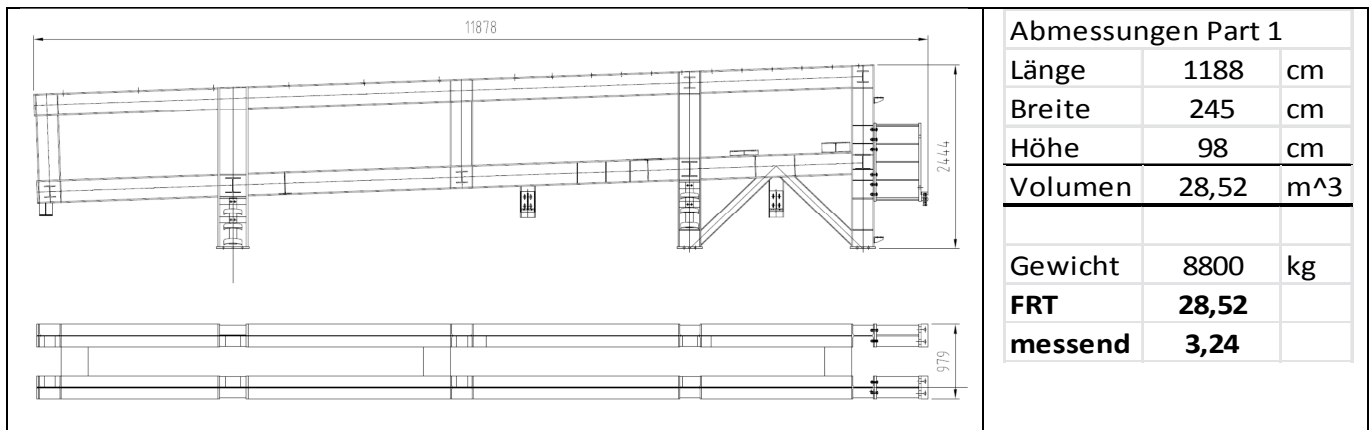 11878
2444
979
Abmessungen Part 1
Länge 1188 cm
Breite 245 cm
Höhe 98 cm
Volumen 28,52 m^3
Gewicht 8800 kg
FRT 28,52
messend 3,24